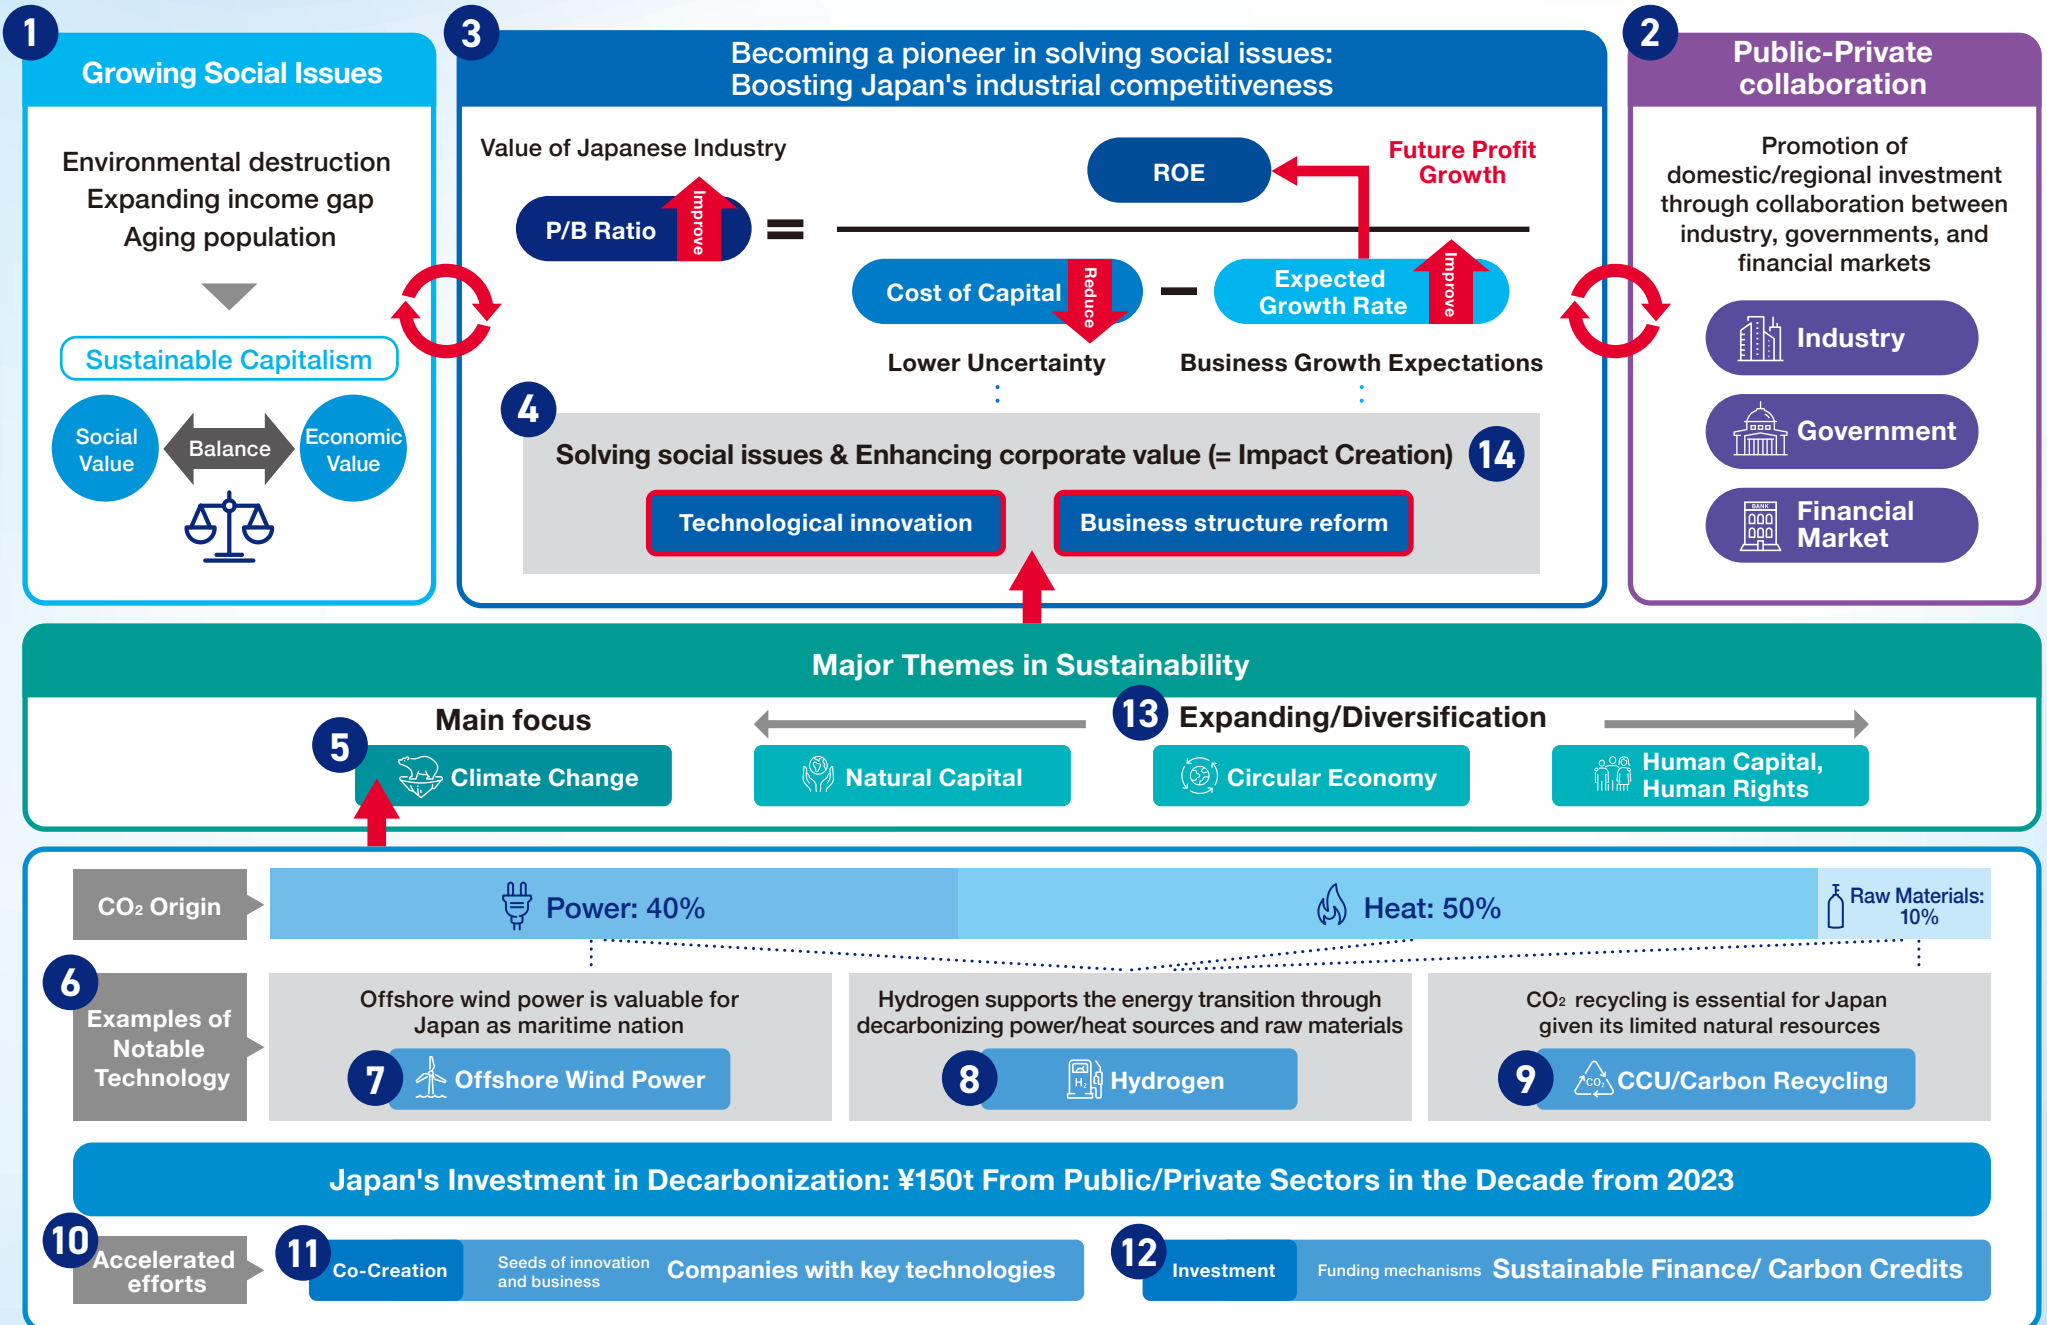 1
Growing Social Issues
Environmental destruction
Expanding income gap
Aging population
Sustainable Capitalism
Social
Value
Balance
Economic
Value
3
Becoming a pioneer in solving social issues:
Boosting Japan's industrial competitiveness
Value of Japanese Industry
P/B Ratio
Improve
=
ROE
Future Profit
Growth
Cost of Capital
Reduce
−
Expected
Growth Rate
Improve
Lower Uncertainty
Business Growth Expectations
4
Solving social issues & Enhancing corporate value (= Impact Creation)
14
Technological innovation
Business structure reform
2
Public-Private
collaboration
Promotion of
domestic/regional investment
through collaboration between
industry, governments, and
financial markets
Industry
Government
BANK
Financial
Market
Major Themes in Sustainability
Main focus
13
Expanding/Diversification
5
Climate Change
Natural Capital
Circular Economy
Human Capital,
Human Rights
CO₂ Origin
Power: 40%
Heat: 50%
Raw Materials:
10%
6
Examples of
Notable
Technology
Offshore wind power is valuable for
Japan as maritime nation
7
Offshore Wind Power
Hydrogen supports the energy transition through
decarbonizing power/heat sources and raw materials
8
H₂
Hydrogen
CO₂ recycling is essential for Japan
given its limited natural resources
9
CO₂
CCU/Carbon Recycling
Japan's Investment in Decarbonization: ¥150t From Public/Private Sectors in the Decade from 2023
10
Accelerated
efforts
11
Co-Creation
Seeds of innovation
and business
Companies with key technologies
12
Investment
Funding mechanisms
Sustainable Finance/ Carbon Credits